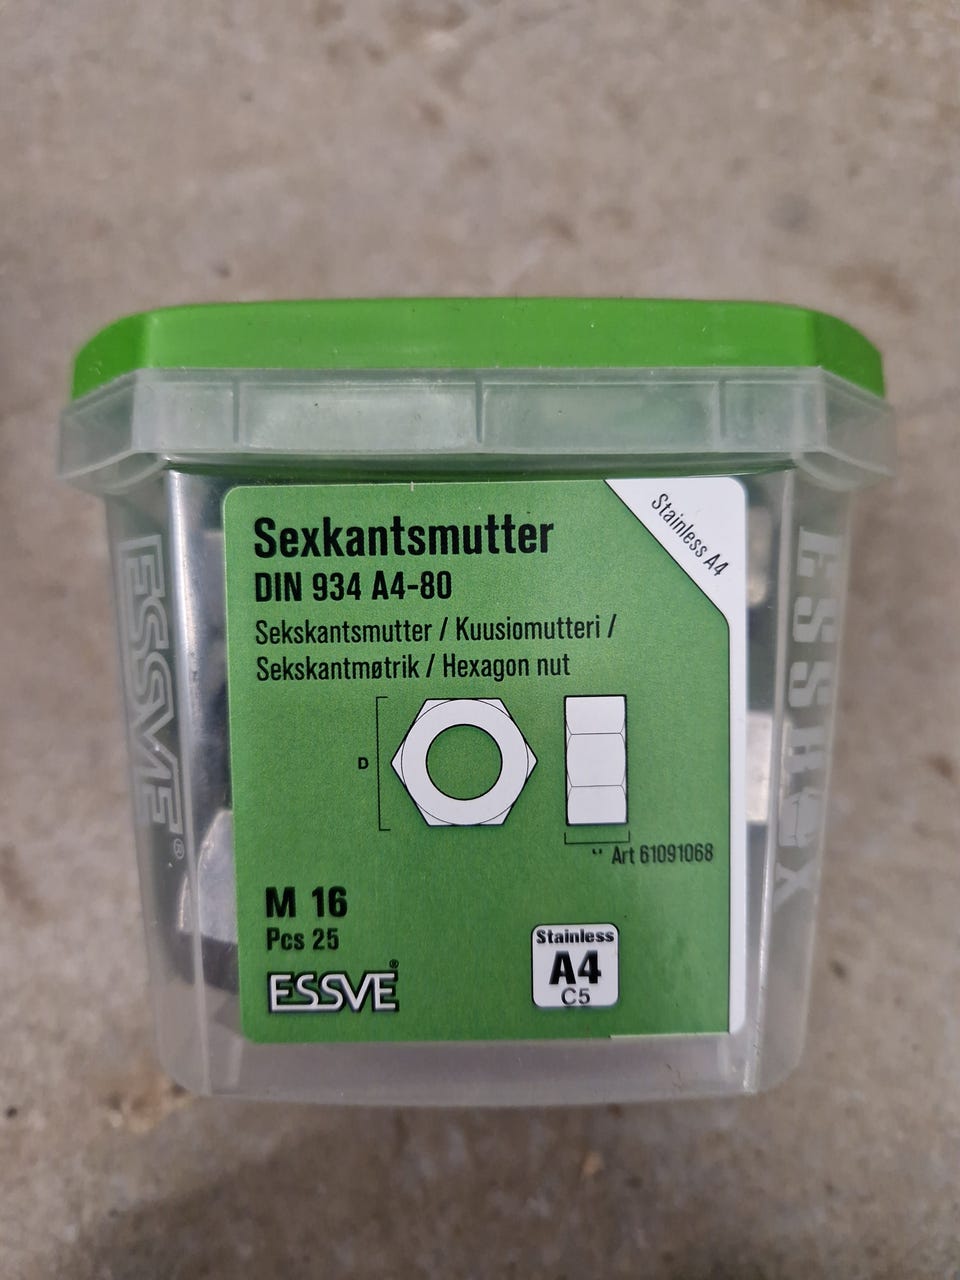 Stainless A4
Sexkantsmutter
DIN 934 A4-80
Sekskantsmutter / Kuusiomutteri /
Sekskantmøtrik / Hexagon nut
D
Art 61091068
M 16
Pcs 25
ESSVE®
Stainless
A4
C5
ESSVE®
ESSBOX